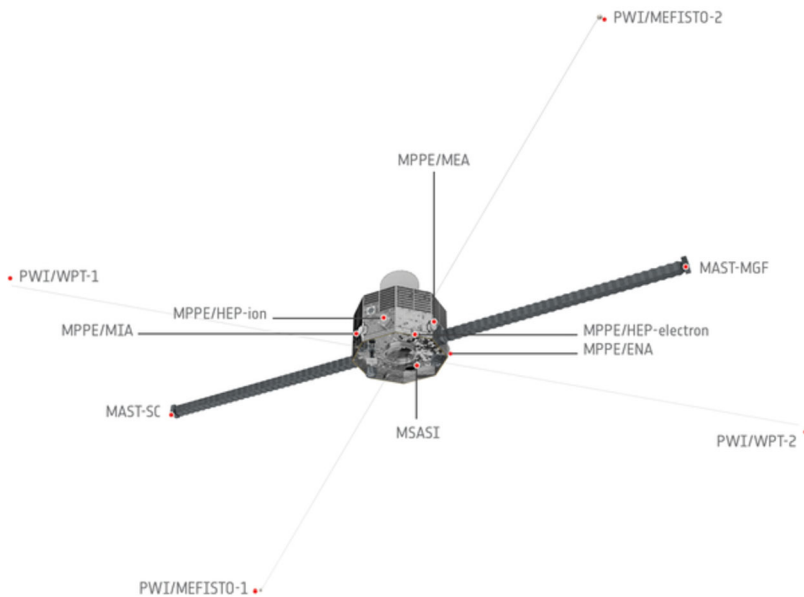 PWI/MEFISTO-2
MPPE/MEA
MAST-MGF
PWI/WPT-1
MPPE/HEP-ion
MPPE/MIA
MPPE/HEP-electron
MPPE/ENA
MAST-SC
MSASI
PWI/WPT-2
PWI/MEFISTO-1